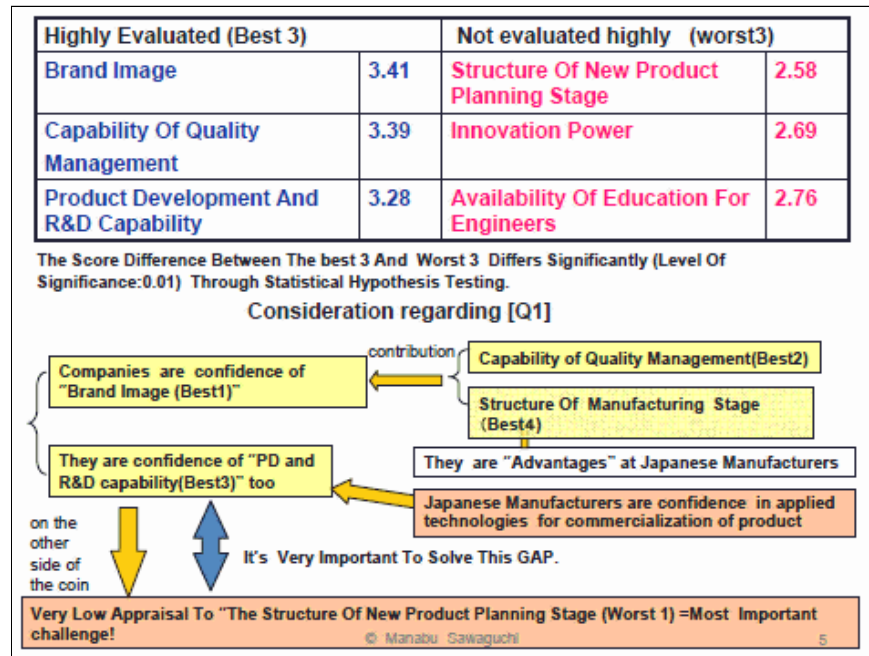 Highly Evaluated (Best 3) Not evaluated highly (worst3)
Brand Image 3.41 Structure Of New Product Planning Stage 2.58
Capability Of Quality Management 3.39 Innovation Power 2.69
Product Development And R&D Capability 3.28 Availability Of Education For Engineers 2.76
The Score Difference Between The best 3 And Worst 3 Differs Significantly (Level Of
Significance:0.01) Through Statistical Hypothesis Testing.
Consideration regarding [Q1]
contribution
Companies are confidence of
"Brand Image (Best1)"
Capability of Quality Management(Best2)
Structure Of Manufacturing Stage
(Best4)
They are confidence of "PD and
R&D capability(Best3)" too
They are "Advantages" at Japanese Manufacturers
Japanese Manufacturers are confidence in applied
technologies for commercialization of product
on the
other
side of
the coin
It's Very Important To Solve This GAP.
Very Low Appraisal To "The Structure Of New Product Planning Stage (Worst 1) =Most Important
challenge!
© Manabu Sawaguchi
5